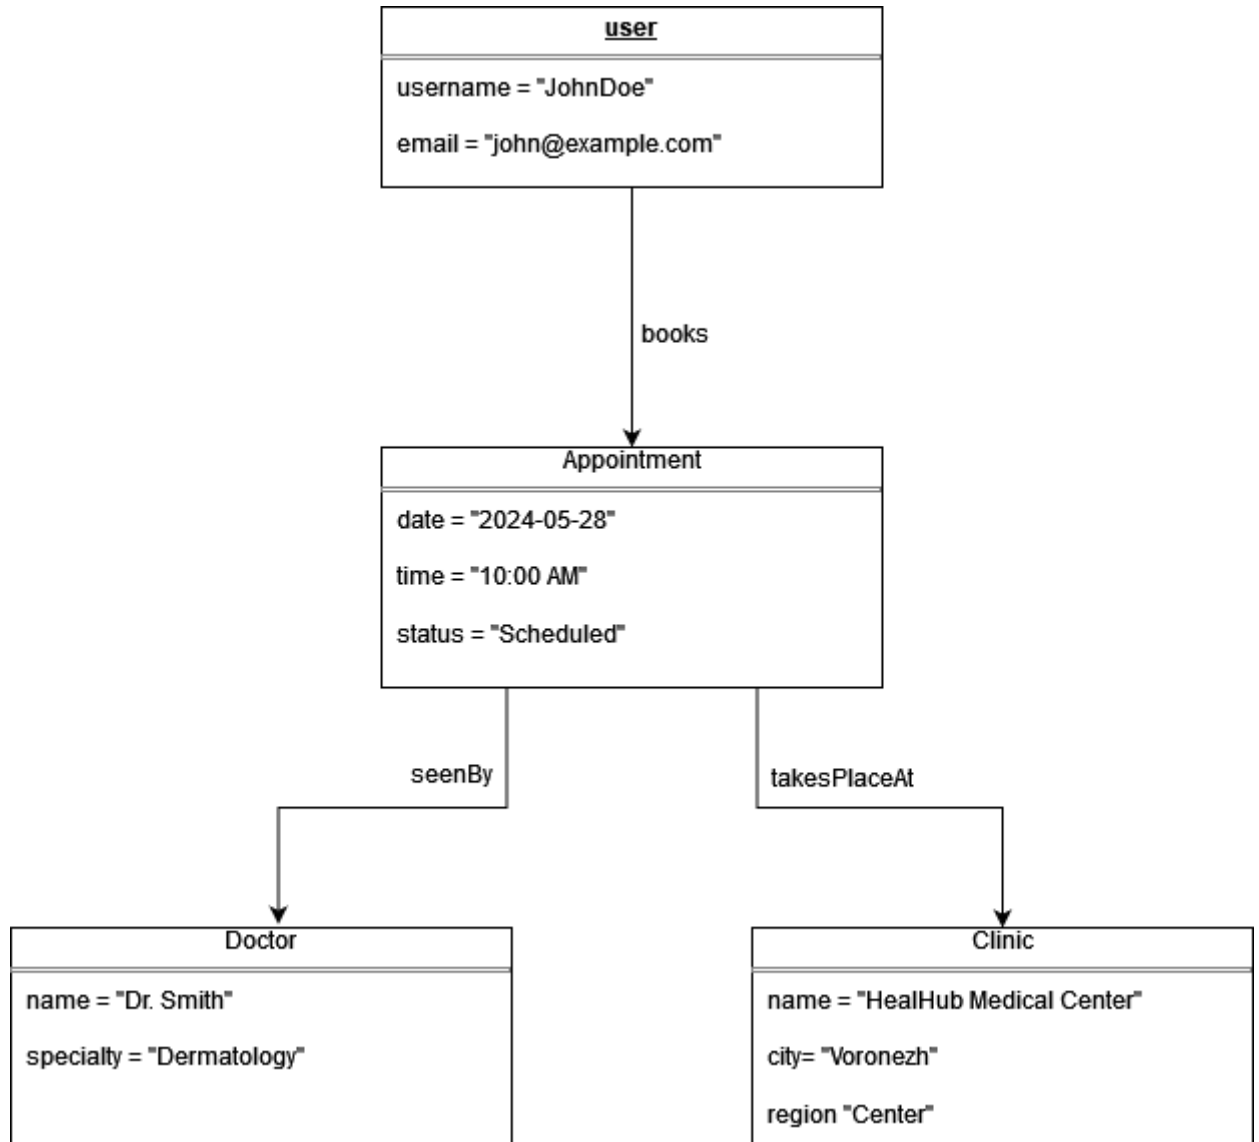 user
username = "JohnDoe"
email = "john@example.com"
books
Appointment
date = "2024-05-28"
time = "10:00 AM"
status = "Scheduled"
seenBy
takesPlaceAt
Doctor
name = "Dr. Smith"
specialty = "Dermatology"
Clinic
name = "HealHub Medical Center"
city= "Voronezh"
region "Center"